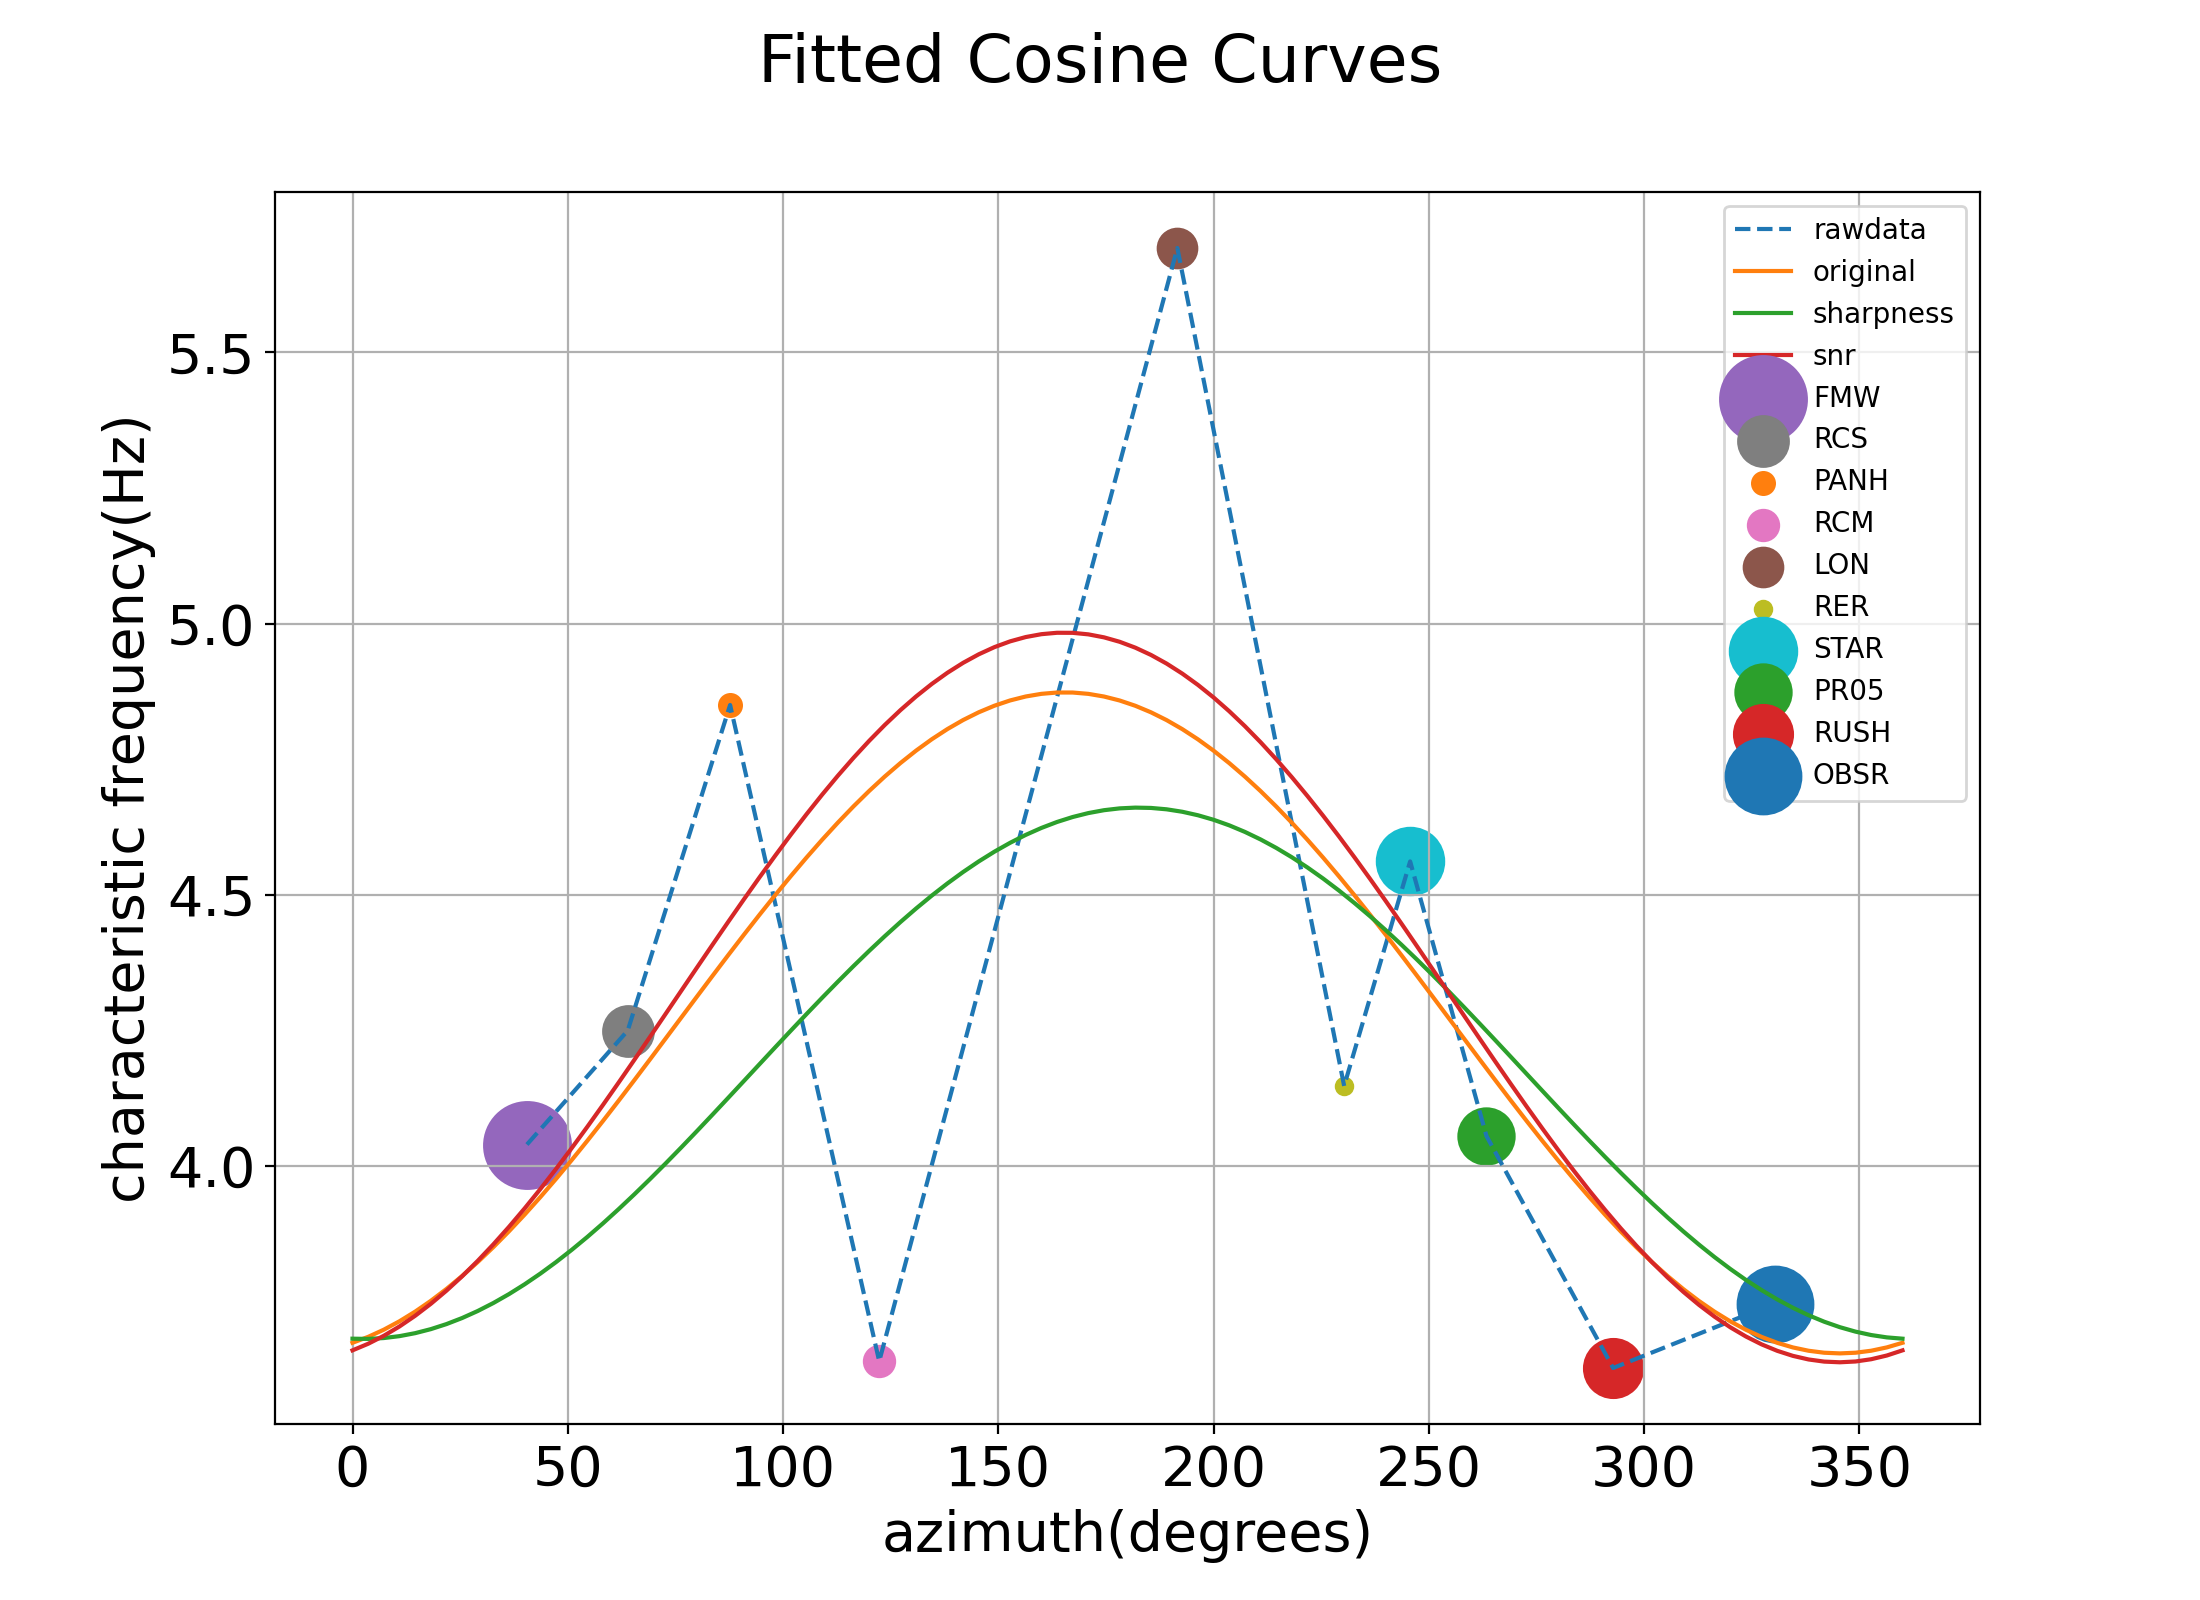 Fitted Cosine Curves
characteristic frequency(Hz)
5.5
5.0
4.5
4.0
0 50 100 150 200 250 300 350
azimuth(degrees)
rawdata
original
sharpness
snr
FMW
RCS
PANH
RCM
LON
RER
STAR
PR05
RUSH
OBSR